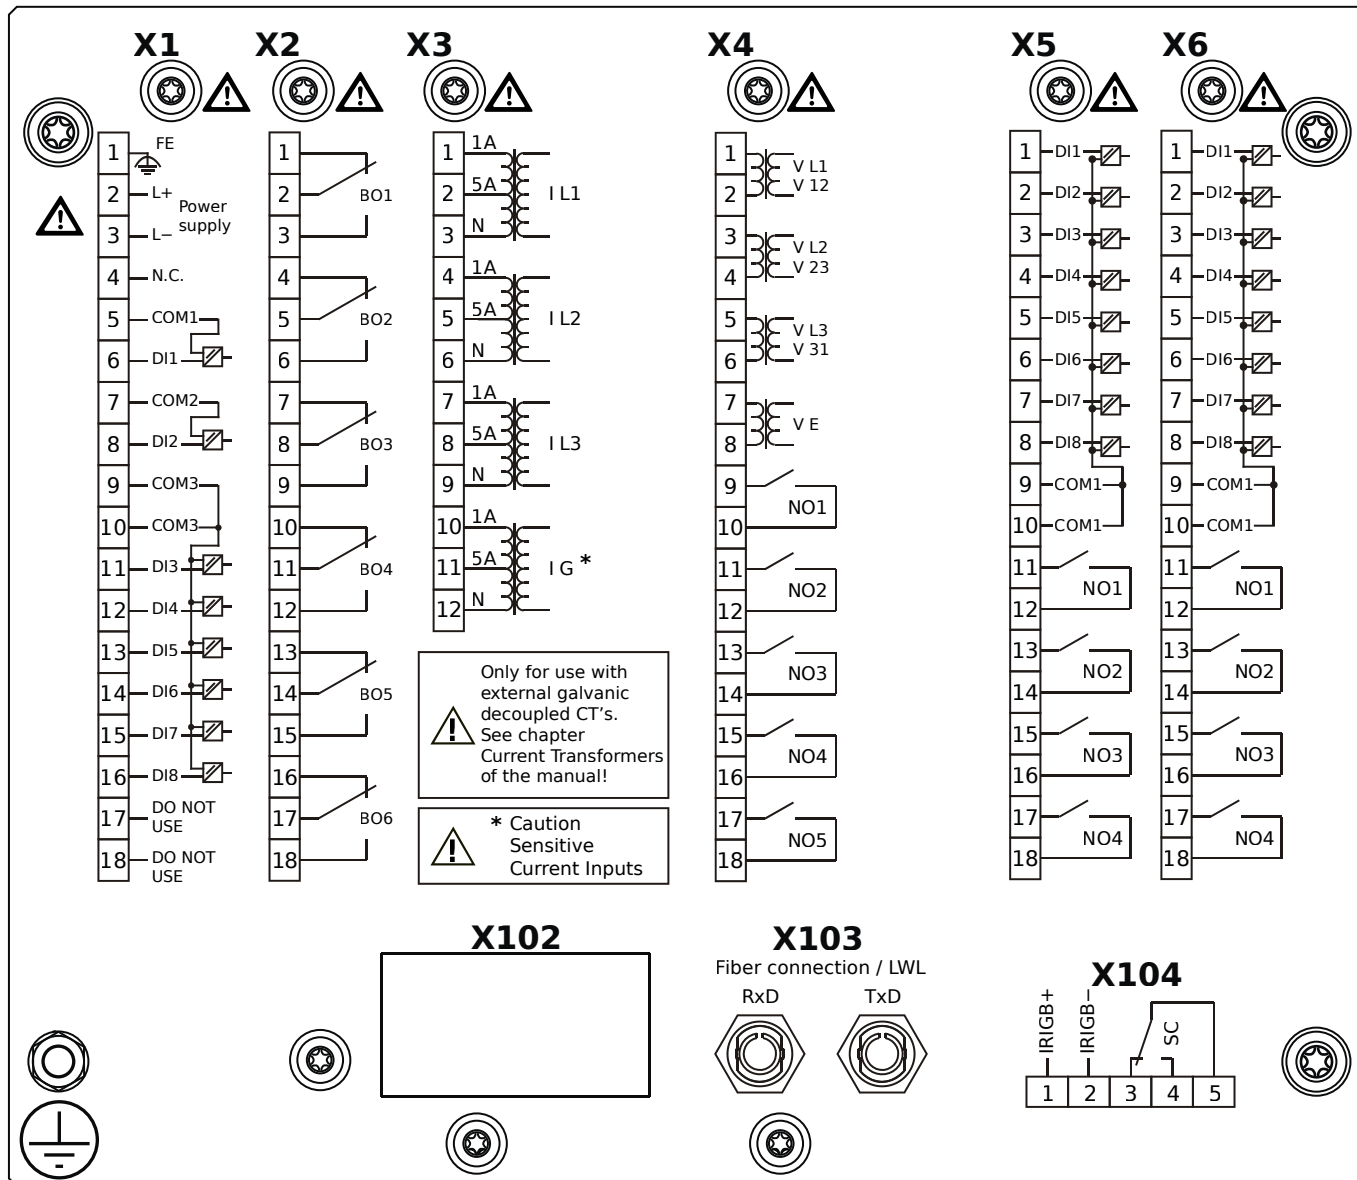 X1
X2
X3
X4
X5
X6
1
FE
2
L+
Power
supply
3
L−
4
N.C.
5
COM1
6
DI1
7
COM2
8
DI2
9
COM3
10
COM3
11
DI3
12
DI4
13
DI5
14
DI6
15
DI7
16
DI8
17
DO NOT
USE
18
DO NOT
USE
1
2
BO1
3
4
5
BO2
6
7
8
BO3
9
10
11
BO4
12
13
14
BO5
15
16
17
BO6
18
1
1A
2
5A
I L1
3
N
4
1A
5
5A
I L2
6
N
7
1A
8
5A
I L3
9
N
10
1A
11
5A
I G *
12
N
Only for use with
external galvanic
decoupled CT's.
See chapter
Current Transformers
of the manual!
* Caution
Sensitive
Current Inputs
1
V L1
2
V 12
3
V L2
4
V 23
5
V L3
6
V 31
7
V E
8
9
NO1
10
11
NO2
12
13
NO3
14
15
NO4
16
17
NO5
18
1
DI1
2
DI2
3
DI3
4
DI4
5
DI5
6
DI6
7
DI7
8
DI8
9
COM1
10
COM1
11
NO1
12
13
NO2
14
15
NO3
16
17
NO4
18
1
DI1
2
DI2
3
DI3
4
DI4
5
DI5
6
DI6
7
DI7
8
DI8
9
COM1
10
COM1
11
NO1
12
13
NO2
14
15
NO3
16
17
NO4
18
X102
X103
Fiber connection / LWL
RxD
TxD
X104
IRIGB+
IRIGB−
SC
1
2
3
4
5